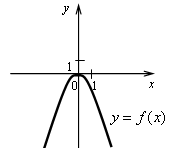 y
1
0 1 x
y = f(x)